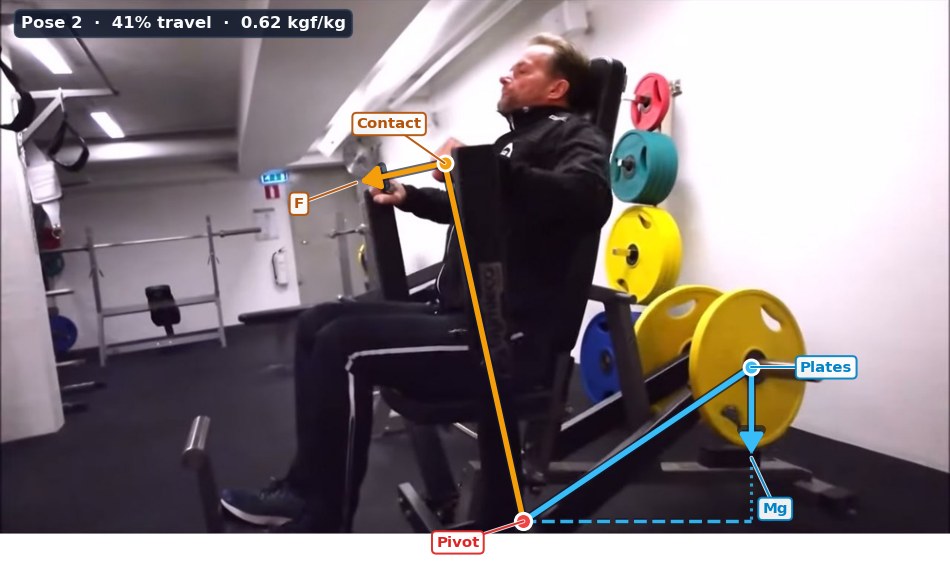 Pose 2 · 41% travel · 0.62 kgf/kg
Contact
F
Plates
Mg
Pivot